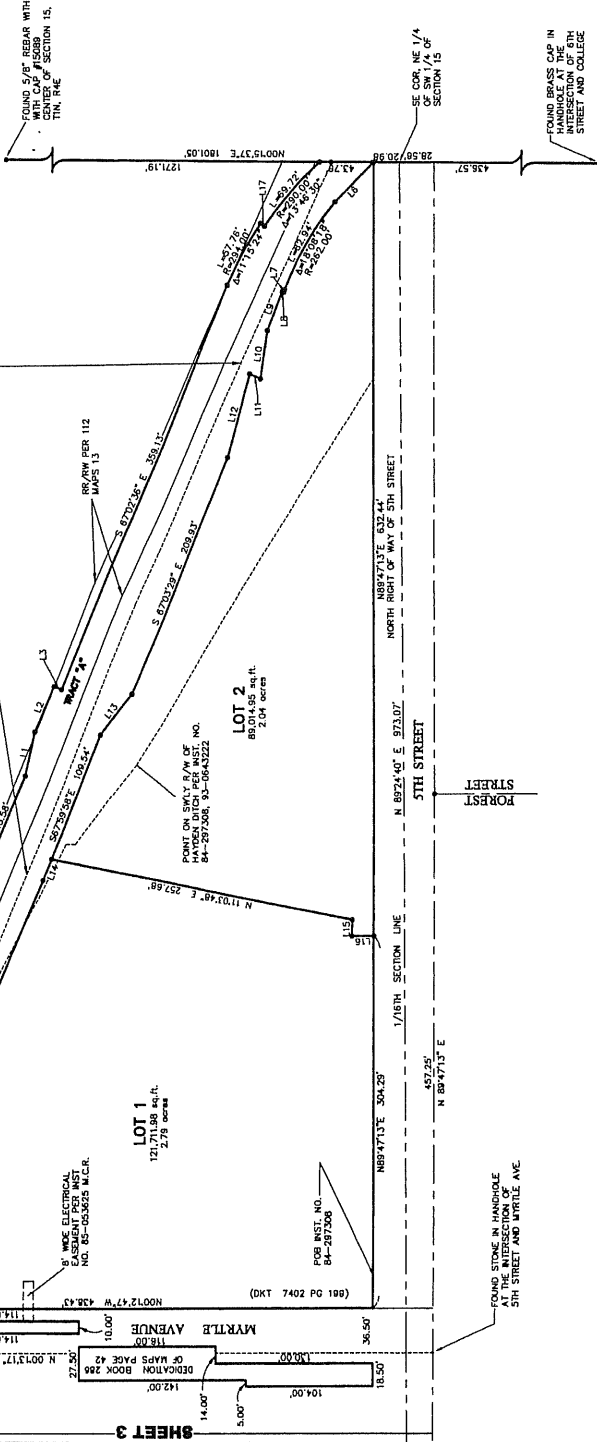 FOUND 5/8" REBAR WITH
WITH CAP #15089
CENTER OF SECTION 15,
T1N, R4E
1271.19'
N00°15'37"E 1801.05'
SE COR, NE 1/4
OF SW 1/4 OF
SECTION 15
FOUND BRASS CAP IN
HANDHOLE AT THE
INTERSECTION OF 6TH
STREET AND COLLEGE
28.58'
20.98
436.57'
43.76
L17
L=69.72'
R=290.00'
Δ=13°46'30"
L=57.76'
R=294.00'
Δ=11°15'24"
L6
L=82.94'
Δ=18°08'18"
R=262.00'
L7
L8
L9
L10
L11
L12
RR/RW PER 112
MAPS 13
S 67°02'36" E 359.13'
S 67°03'29" E 209.93'
L3
TRACT "A"
L2
L1
L13
S67°59'58"E 109.54'
L14
POINT ON SWLY R/W OF
HAYDEN DITCH PER INST. NO.
84-297308, 93-0643222
LOT 2
89,014.95 sq.ft.
2.04 acres
N89°47'13"E 632.44'
NORTH RIGHT OF WAY OF 5TH STREET
N 89°24'40" E 973.07'
5TH STREET
FOREST
STREET
N 11°03'48" E 257.68'
L15
L16
1/16TH SECTION LINE
LOT 1
121,711.98 sq.ft.
2.79 acres
N89°47'13"E 304.29'
457.25'
N 89°47'13" E
8' WIDE ELECTRICAL
EASEMENT PER INST
NO. 85-053625 M.C.R.
POB INST. NO.
84-297308
N00°12'47"W 438.43'
(DKT 7402 PG 198)
10.00'
MYRTLE AVENUE
36.50'
FOUND STONE IN HANDHOLE
AT THE INTERSECTION OF
5TH STREET AND MYRTLE AVE.
27.50'
116.00'
DEDICATION BOOK 286
OF MAPS PAGE 42
142.00'
14.00'
130.00'
5.00'
104.00'
18.50'
SHEET 3